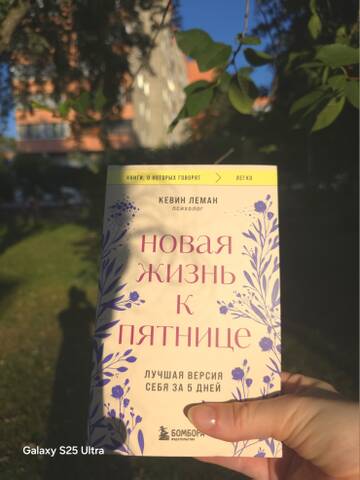 КНИГИ, О КОТОРЫХ ГОВОРЯТ > ЛЕГКО
КЕВИН ЛЕМАН
ПСИХОЛОГ
НОВАЯ
ЖИЗНЬ
К
ПЯТНИЦЕ
ЛУЧШАЯ ВЕРСИЯ
СЕБЯ ЗА 5 ДНЕЙ
БОМБОРА
ИЗДАТЕЛЬСТВО
Galaxy S25 Ultra